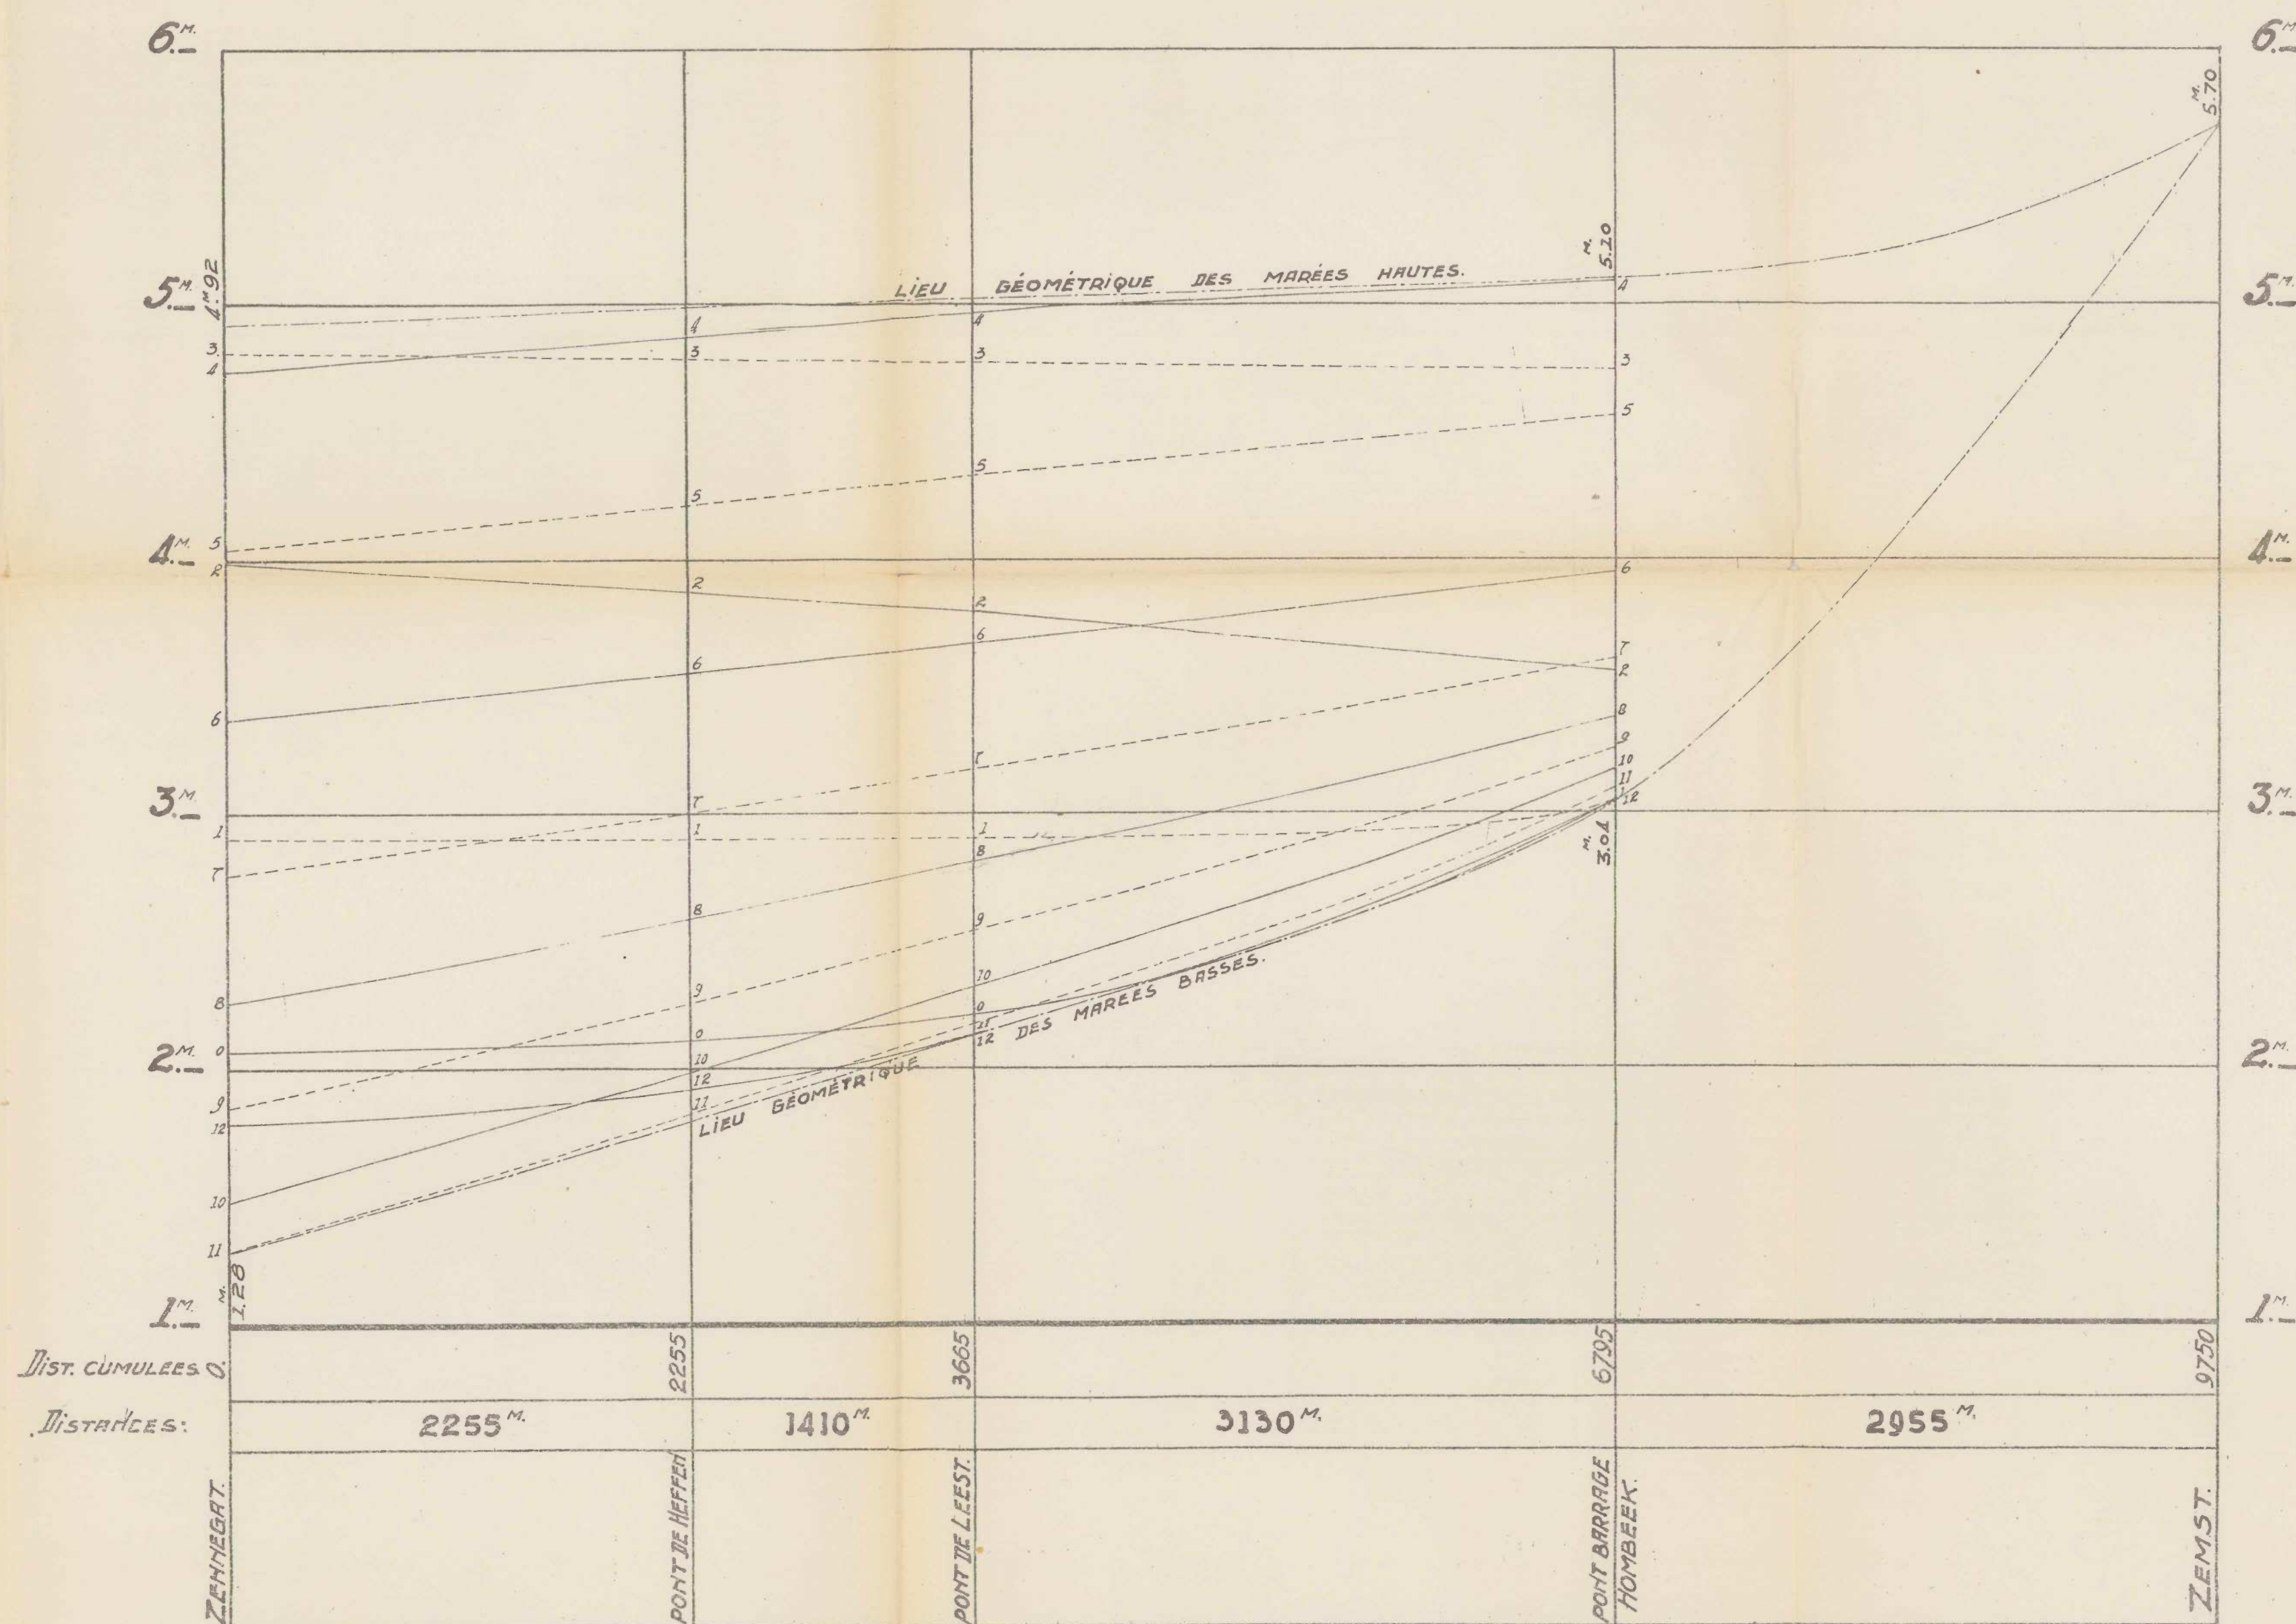 6.M. 6.M.
M. 5.70
M. 5.10
LIEU GÉOMÉTRIQUE DES MARÉES HAUTES.
4.M 92
5.M. 5.M.
4 4 4
3 3 3 3
4
5 5 5 5
4.M. 4.M.
2 2 2 2
6 6 6 6
7 7 7 7
8 8 8 8
3.M. 3.M.
1 1 1 1
9 9 9 9
10 10 10 10
11 11 11 11
12 12 12 12
M. 3.04
0 0 0
2.M. 2.M.
LIEU GÉOMÉTRIQUE DES MARÉES BASSES.
M. 1.28
1.M. 1.M.
DIST. CUMULEES 0. 2255 3665 6795 9750
DISTANCES: 2255 M. 1410 M. 3130 M. 2955 M.
ZENNEGAT.
PONT DE HEFFEN
PONT DE LEEST.
PONT BARRAGE
HOMBEEK.
ZEMST.